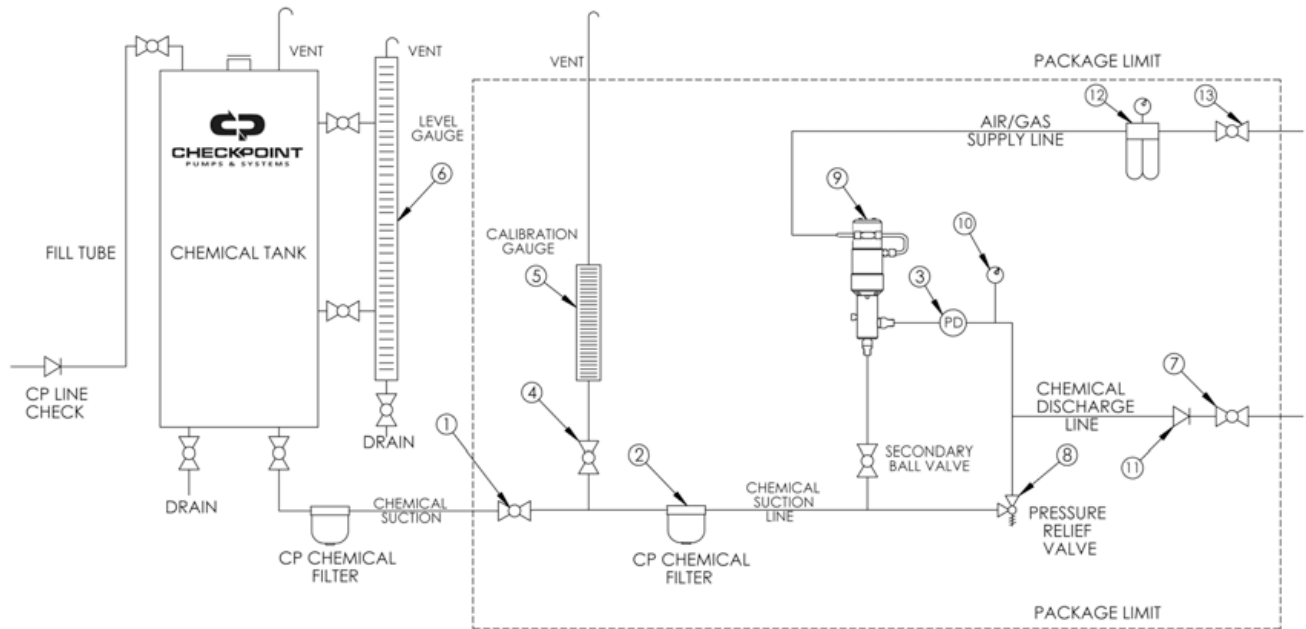 VENT
VENT
LEVEL
GAUGE
6
CHECKPOINT
PUMPS & SYSTEMS
FILL TUBE
CHEMICAL TANK
CP LINE
CHECK
DRAIN
DRAIN
CHEMICAL
SUCTION
CP CHEMICAL
FILTER
VENT
PACKAGE LIMIT
12
13
AIR/GAS
SUPPLY LINE
9
10
CALIBRATION
GAUGE
5
3
PD
4
1
2
CHEMICAL
DISCHARGE
LINE
7
11
SECONDARY
BALL VALVE
8
CHEMICAL
SUCTION
LINE
PRESSURE
RELIEF
VALVE
CP CHEMICAL
FILTER
PACKAGE LIMIT